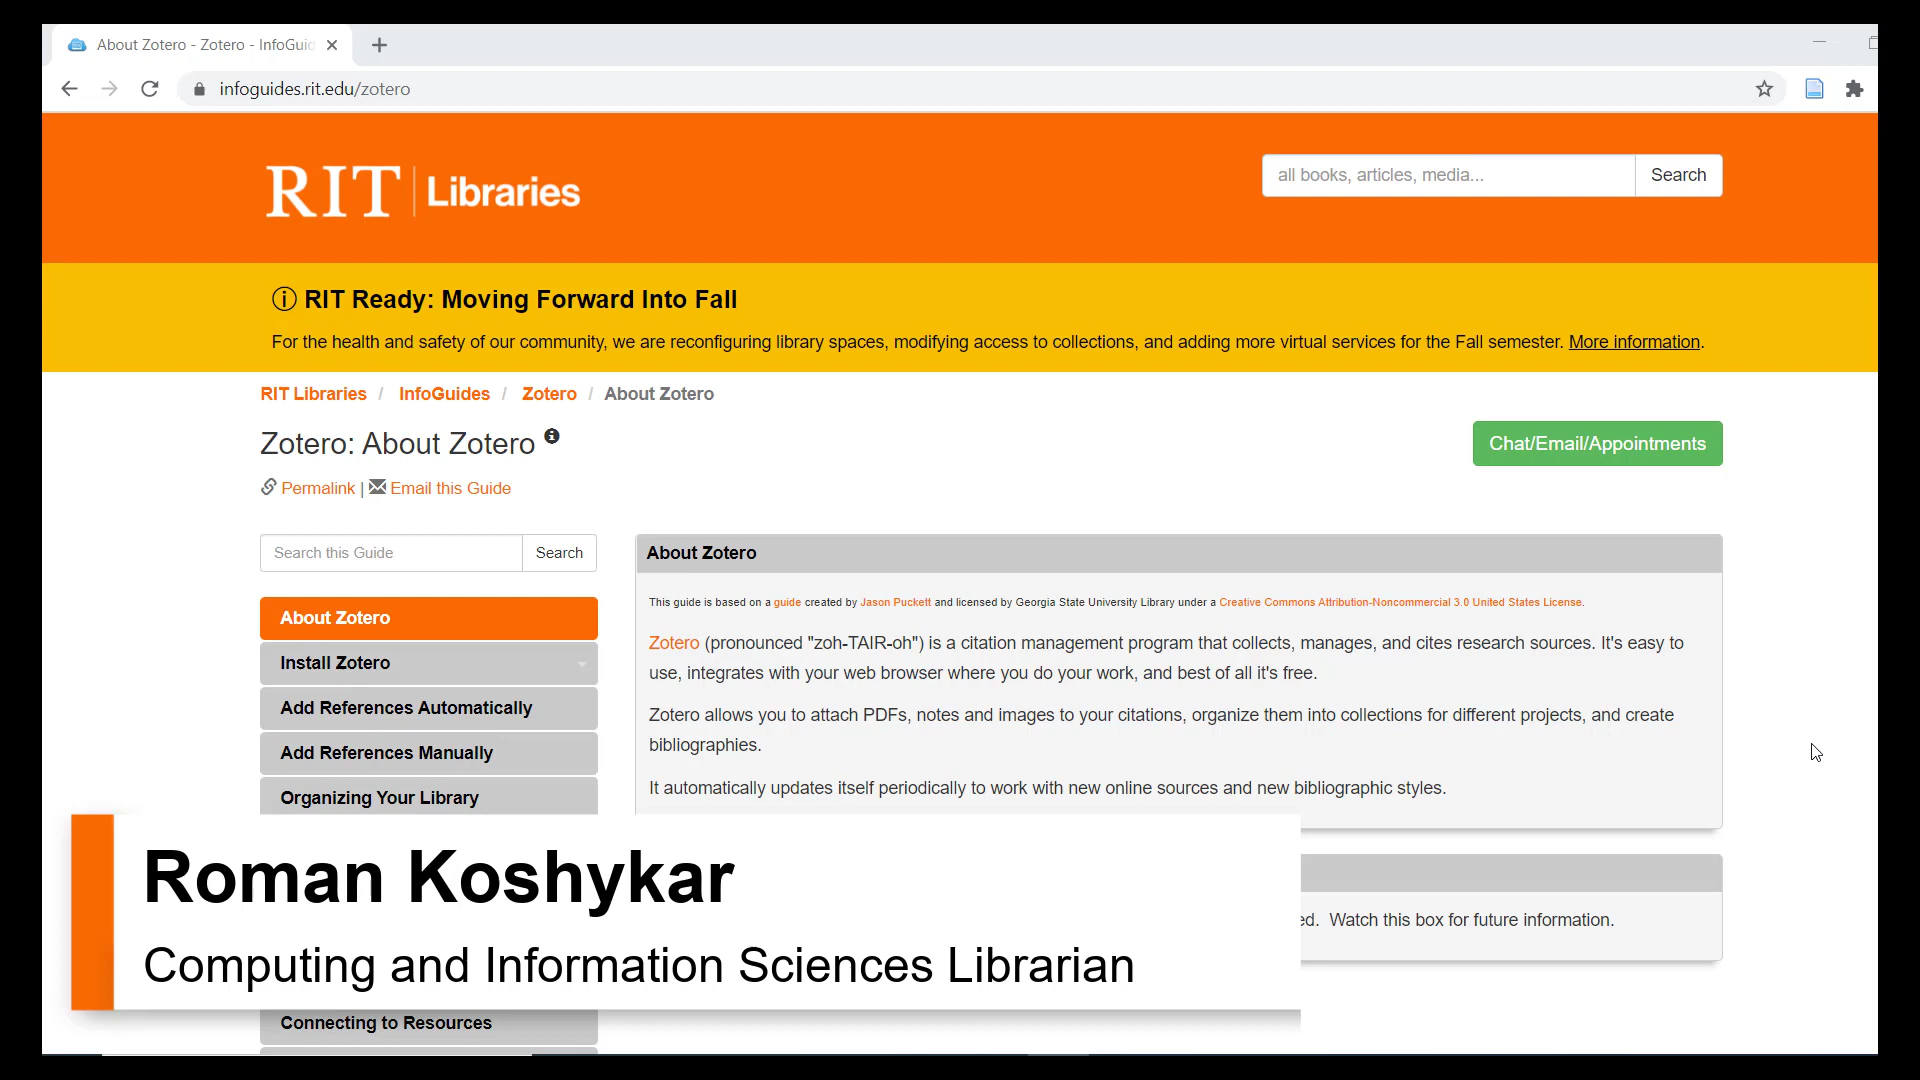 About Zotero - Zotero - InfoGuid
infoguides.rit.edu/zotero
RIT Libraries
all books, articles, media...
Search
RIT Ready: Moving Forward Into Fall
For the health and safety of our community, we are reconfiguring library spaces, modifying access to collections, and adding more virtual services for the Fall semester. More information.
RIT Libraries / InfoGuides / Zotero / About Zotero
Zotero: About Zotero
Chat/Email/Appointments
Permalink | Email this Guide
Search this Guide
Search
About Zotero
Install Zotero
Add References Automatically
Add References Manually
Organizing Your Library
About Zotero
This guide is based on a guide created by Jason Puckett and licensed by Georgia State University Library under a Creative Commons Attribution-Noncommercial 3.0 United States License.
Zotero (pronounced "zoh-TAIR-oh") is a citation management program that collects, manages, and cites research sources. It's easy to
use, integrates with your web browser where you do your work, and best of all it's free.
Zotero allows you to attach PDFs, notes and images to your citations, organize them into collections for different projects, and create
bibliographies.
It automatically updates itself periodically to work with new online sources and new bibliographic styles.
ed. Watch this box for future information.
Roman Koshykar
Computing and Information Sciences Librarian
Connecting to Resources